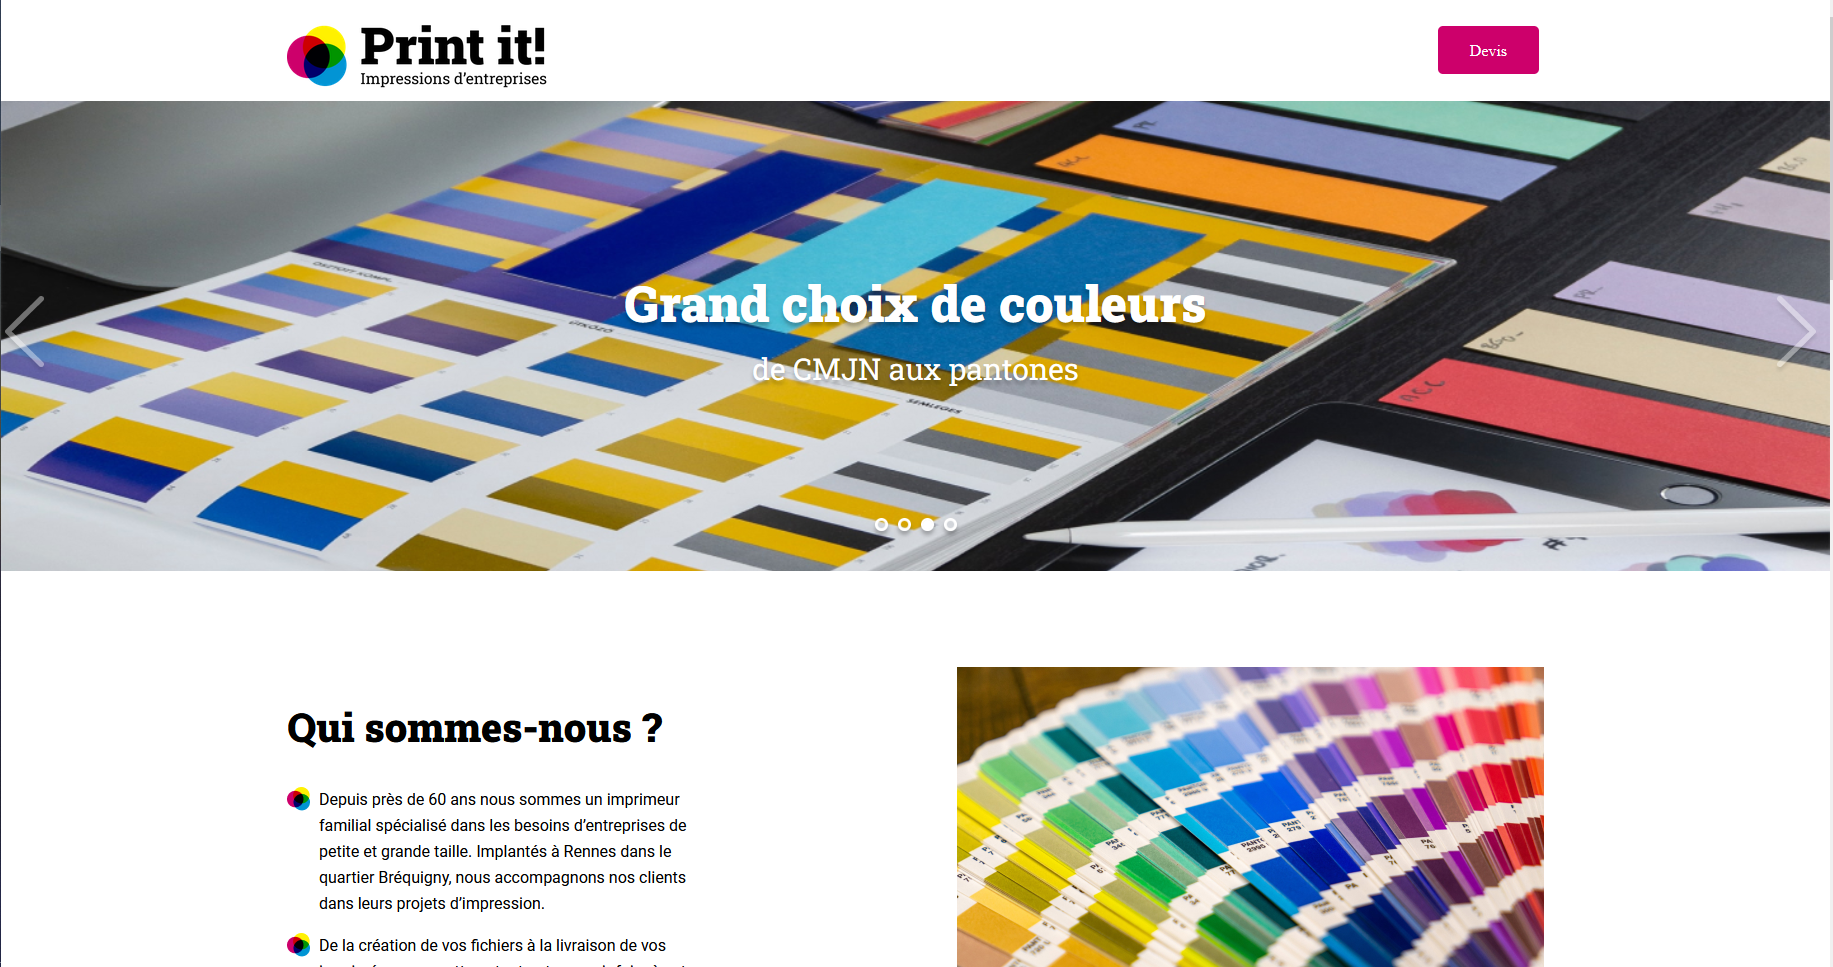 Print it!
Impressions d’entreprises
Devis
Grand choix de couleurs
de CMJN aux pantones
SEMLEGES
Qui sommes-nous ?
Depuis près de 60 ans nous sommes un imprimeur
familial spécialisé dans les besoins d’entreprises de
petite et grande taille. Implantés à Rennes dans le
quartier Bréquigny, nous accompagnons nos clients
dans leurs projets d’impression.
De la création de vos fichiers à la livraison de vos